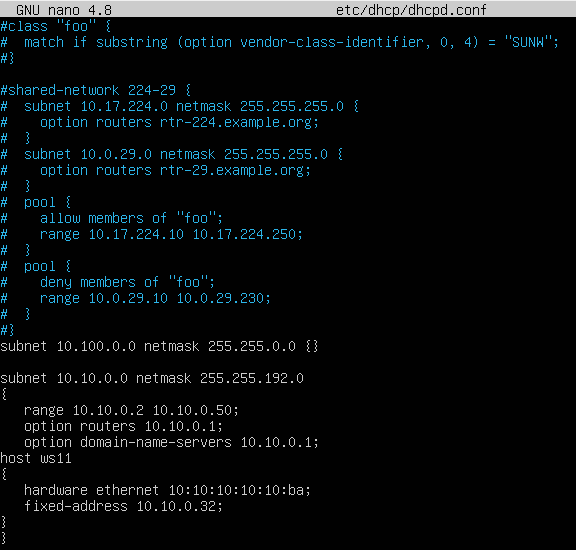 GNU nano 4.8                            etc/dhcp/dhcpd.conf
#class "foo" {
#  match if substring (option vendor-class-identifier, 0, 4) = "SUNW";
#}

#shared-network 224-29 {
#  subnet 10.17.224.0 netmask 255.255.255.0 {
#    option routers rtr-224.example.org;
#  }
#  subnet 10.0.29.0 netmask 255.255.255.0 {
#    option routers rtr-29.example.org;
#  }
#  pool {
#    allow members of "foo";
#    range 10.17.224.10 10.17.224.250;
#  }
#  pool {
#    deny members of "foo";
#    range 10.0.29.10 10.0.29.230;
#  }
#}
subnet 10.100.0.0 netmask 255.255.0.0 {}

subnet 10.10.0.0 netmask 255.255.192.0
{
   range 10.10.0.2 10.10.0.50;
   option routers 10.10.0.1;
   option domain-name-servers 10.10.0.1;
host ws11
{
   hardware ethernet 10:10:10:10:10:ba;
   fixed-address 10.10.0.32;
}
}